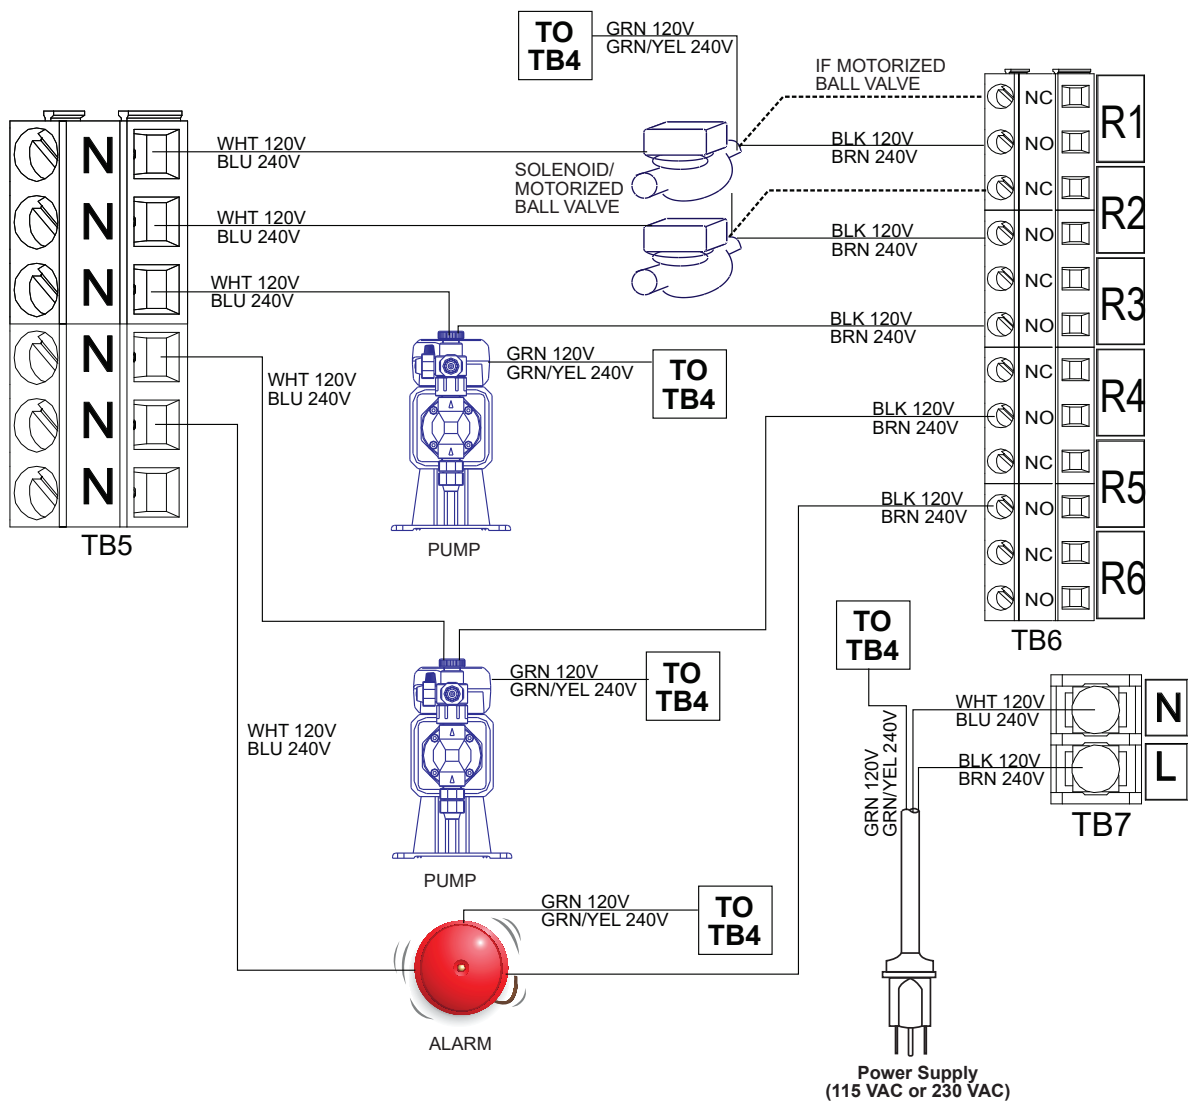 TO
TB4
GRN 120V
GRN/YEL 240V
IF MOTORIZED
BALL VALVE
N
N
N
N
N
N
TB5
WHT 120V
BLU 240V
SOLENOID/
MOTORIZED
BALL VALVE
WHT 120V
BLU 240V
WHT 120V
BLU 240V
BLK 120V
BRN 240V
BLK 120V
BRN 240V
BLK 120V
BRN 240V
NC
NO
NC
NO
NC
NO
NC
NO
NC
NO
NC
NO
R1
R2
R3
R4
R5
R6
TB6
GRN 120V
GRN/YEL 240V
TO
TB4
WHT 120V
BLU 240V
BLK 120V
BRN 240V
BLK 120V
BRN 240V
PUMP
TO
TB4
GRN 120V
GRN/YEL 240V
TO
TB4
WHT 120V
BLU 240V
WHT 120V
BLU 240V
N
BLK 120V
BRN 240V
L
TB7
GRN 120V
GRN/YEL 240V
PUMP
GRN 120V
GRN/YEL 240V
TO
TB4
ALARM
Power Supply
(115 VAC or 230 VAC)